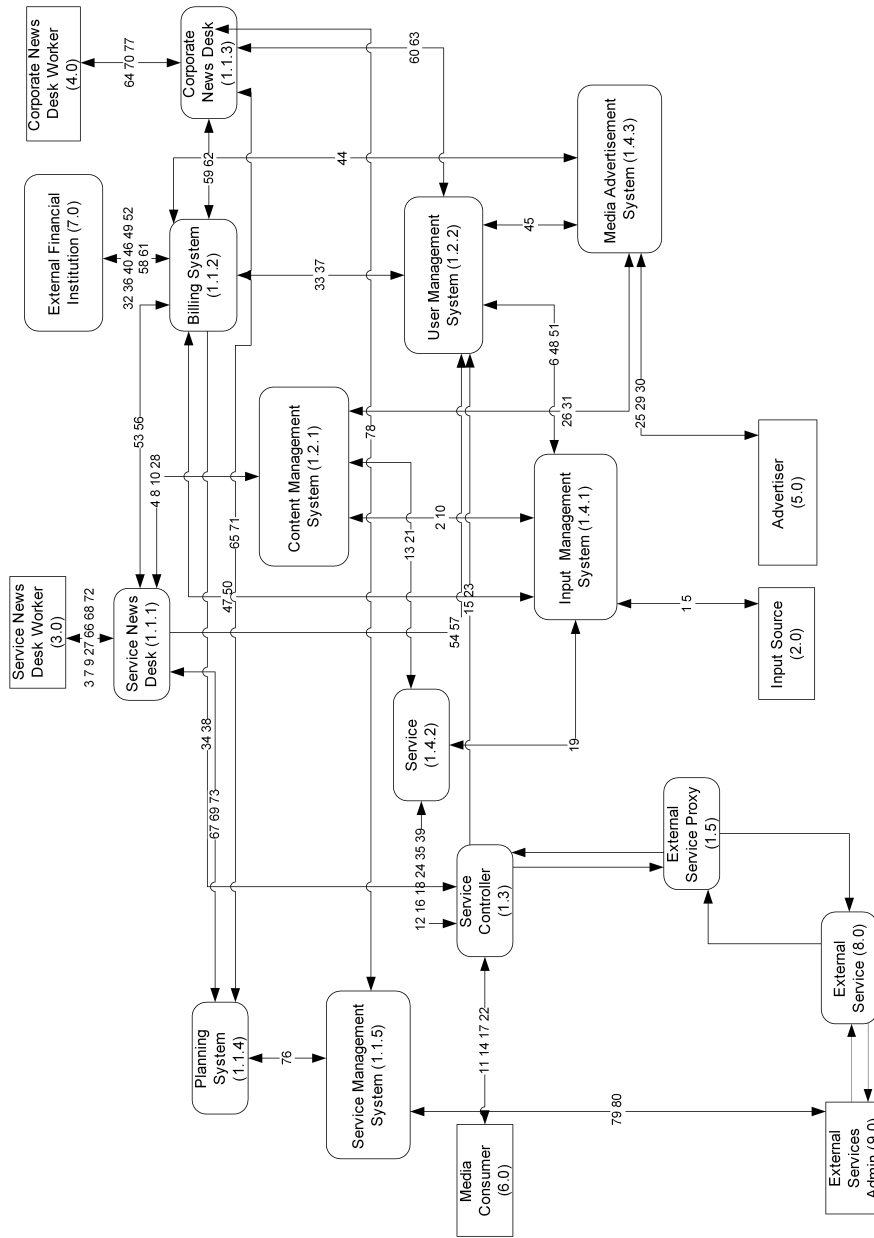 Service News
Desk Worker
(3.0)
Corporate News
Desk Worker
(4.0)
3 7 9 27 66 68 72
64 70 77
External Financial
Institution (7.0)
32 36 40 46 49 52
58 61
Service News
Desk (1.1.1)
53 56
4 8 10 28
Corporate
News Desk
(1.1.3)
59 62
Billing System
(1.1.2)
Planning
System
(1.1.4)
67 69 73
34 38
65 71
47 50
76
Content Management
System (1.2.1)
33 37
44
Service Management
System (1.1.5)
78
60 63
13 21
Service
(1.4.2)
12 16 18 24 35 39
2 10
54 57
15 23
User Management
System (1.2.2)
Media
Consumer
(6.0)
11 14 17 22
Service
Controller
(1.3)
45
6 48 51
26 31
19
Input Management
System (1.4.1)
Media Advertisement
System (1.4.3)
79 80
25 29 30
External
Service Proxy
(1.5)
1 5
Input Source
(2.0)
Advertiser
(5.0)
External
Services
Admin (9.0)
External
Service (8.0)